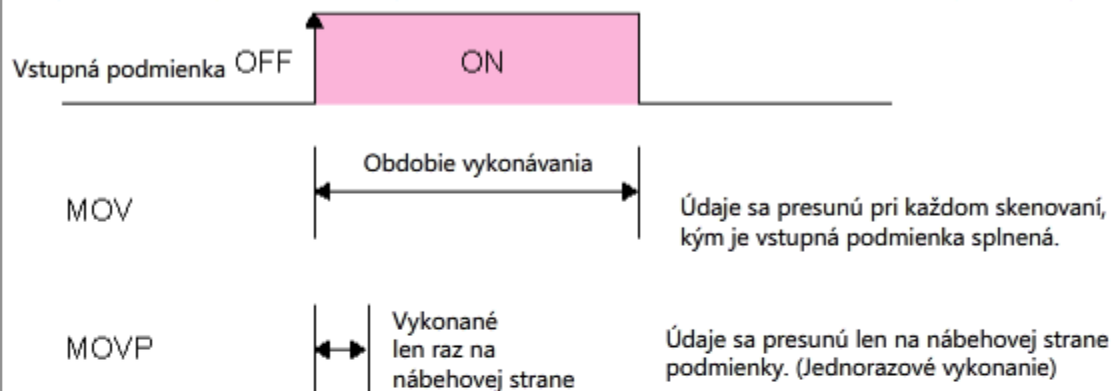 Vstupná podmienka OFF
ON
Obdobie vykonávania
MOV
Údaje sa presunú pri každom skenovaní,
kým je vstupná podmienka splnená.
MOVP
Vykonané
len raz na
nábehovej strane
Údaje sa presunú len na nábehovej strane
podmienky. (Jednorazové vykonanie)